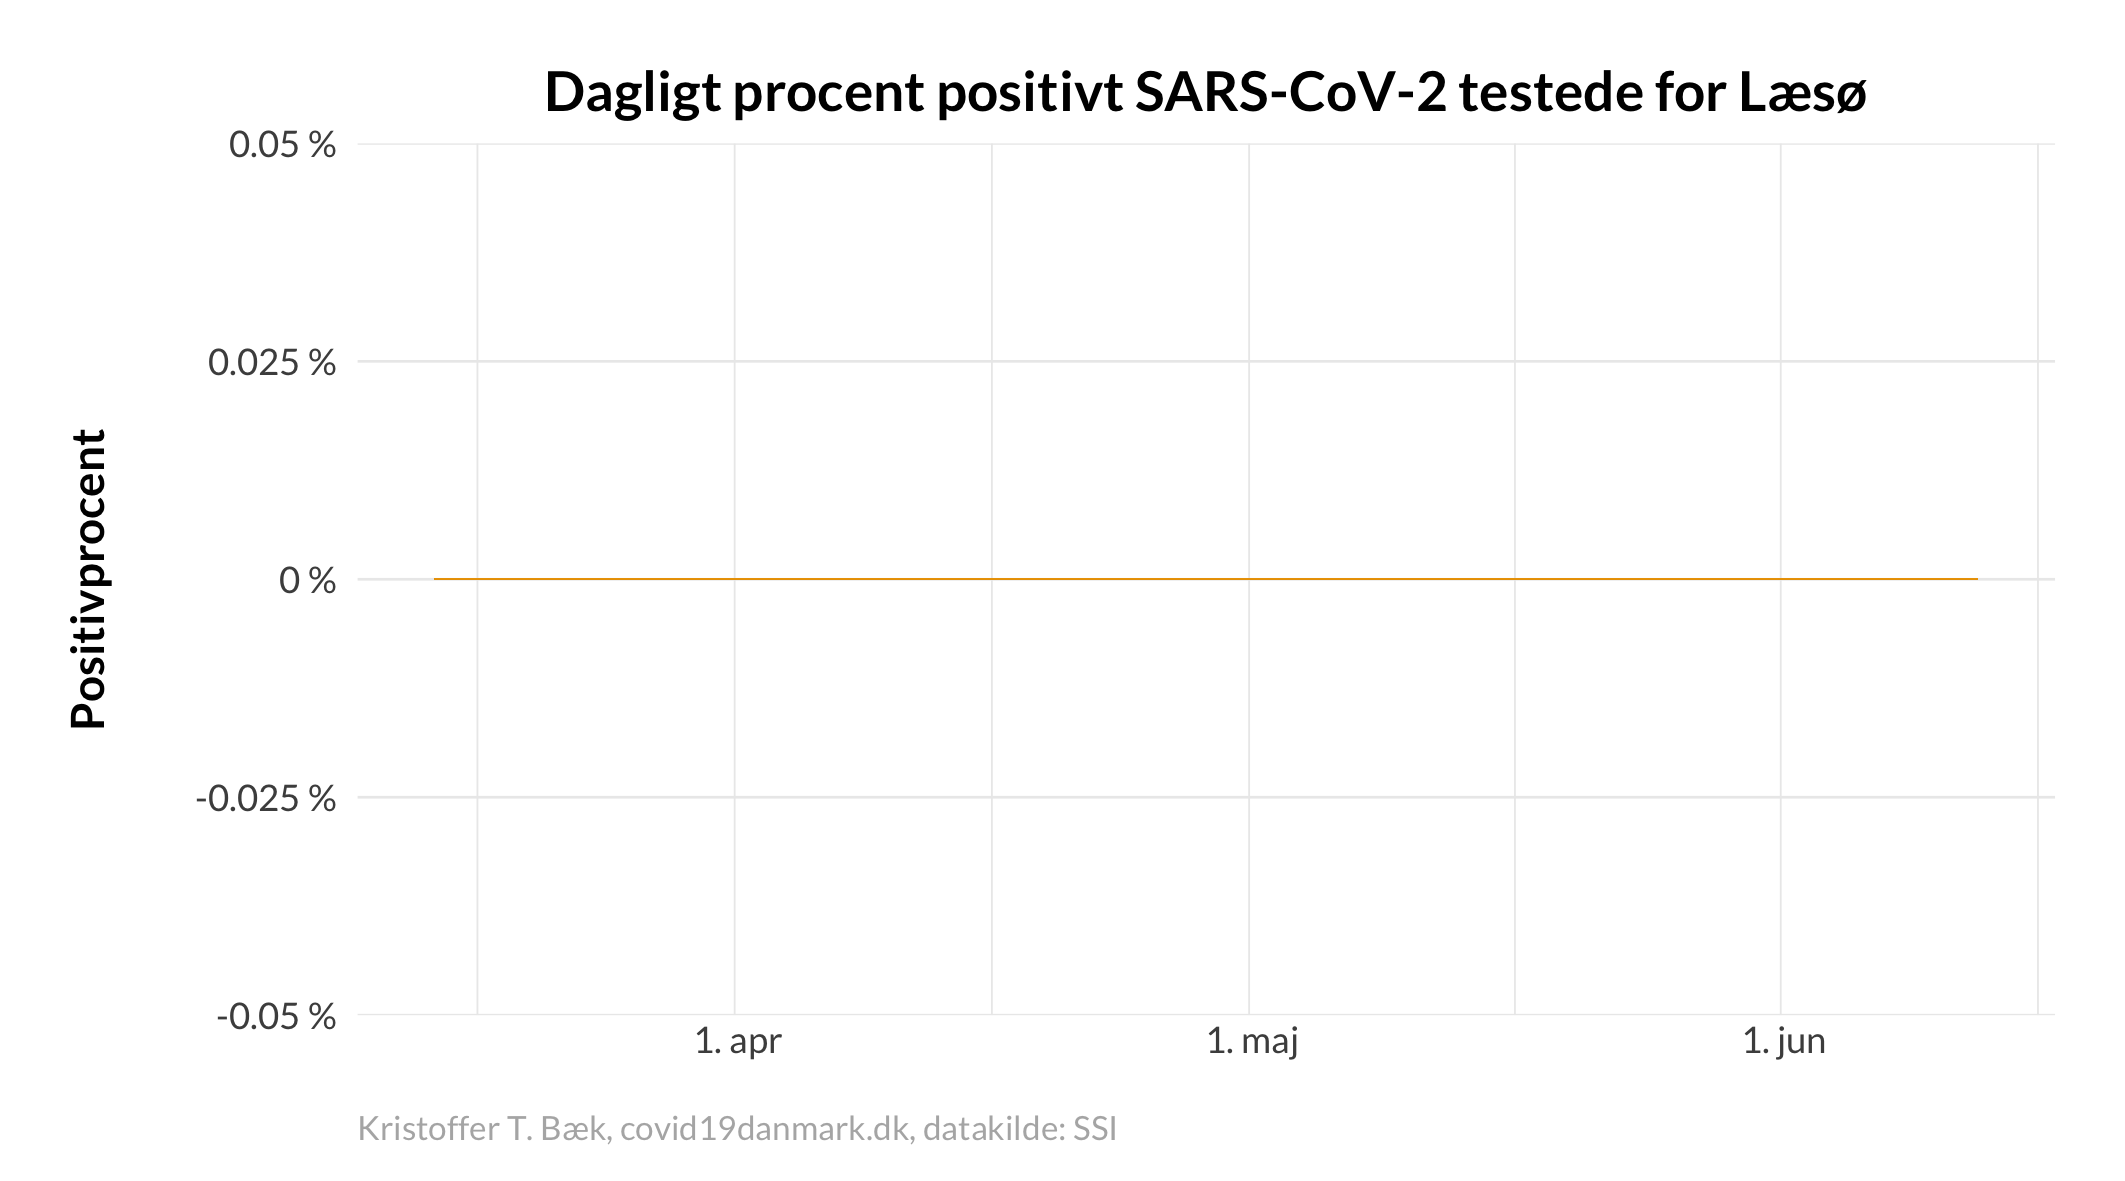 Dagligt procent positivt SARS-CoV-2 testede for Læsø
0.05 %
0.025 %
0 %
-0.025 %
-0.05 %
Positivprocent
1. apr
1. maj
1. jun
Kristoffer T. Bæk, covid19danmark.dk, datakilde: SSI